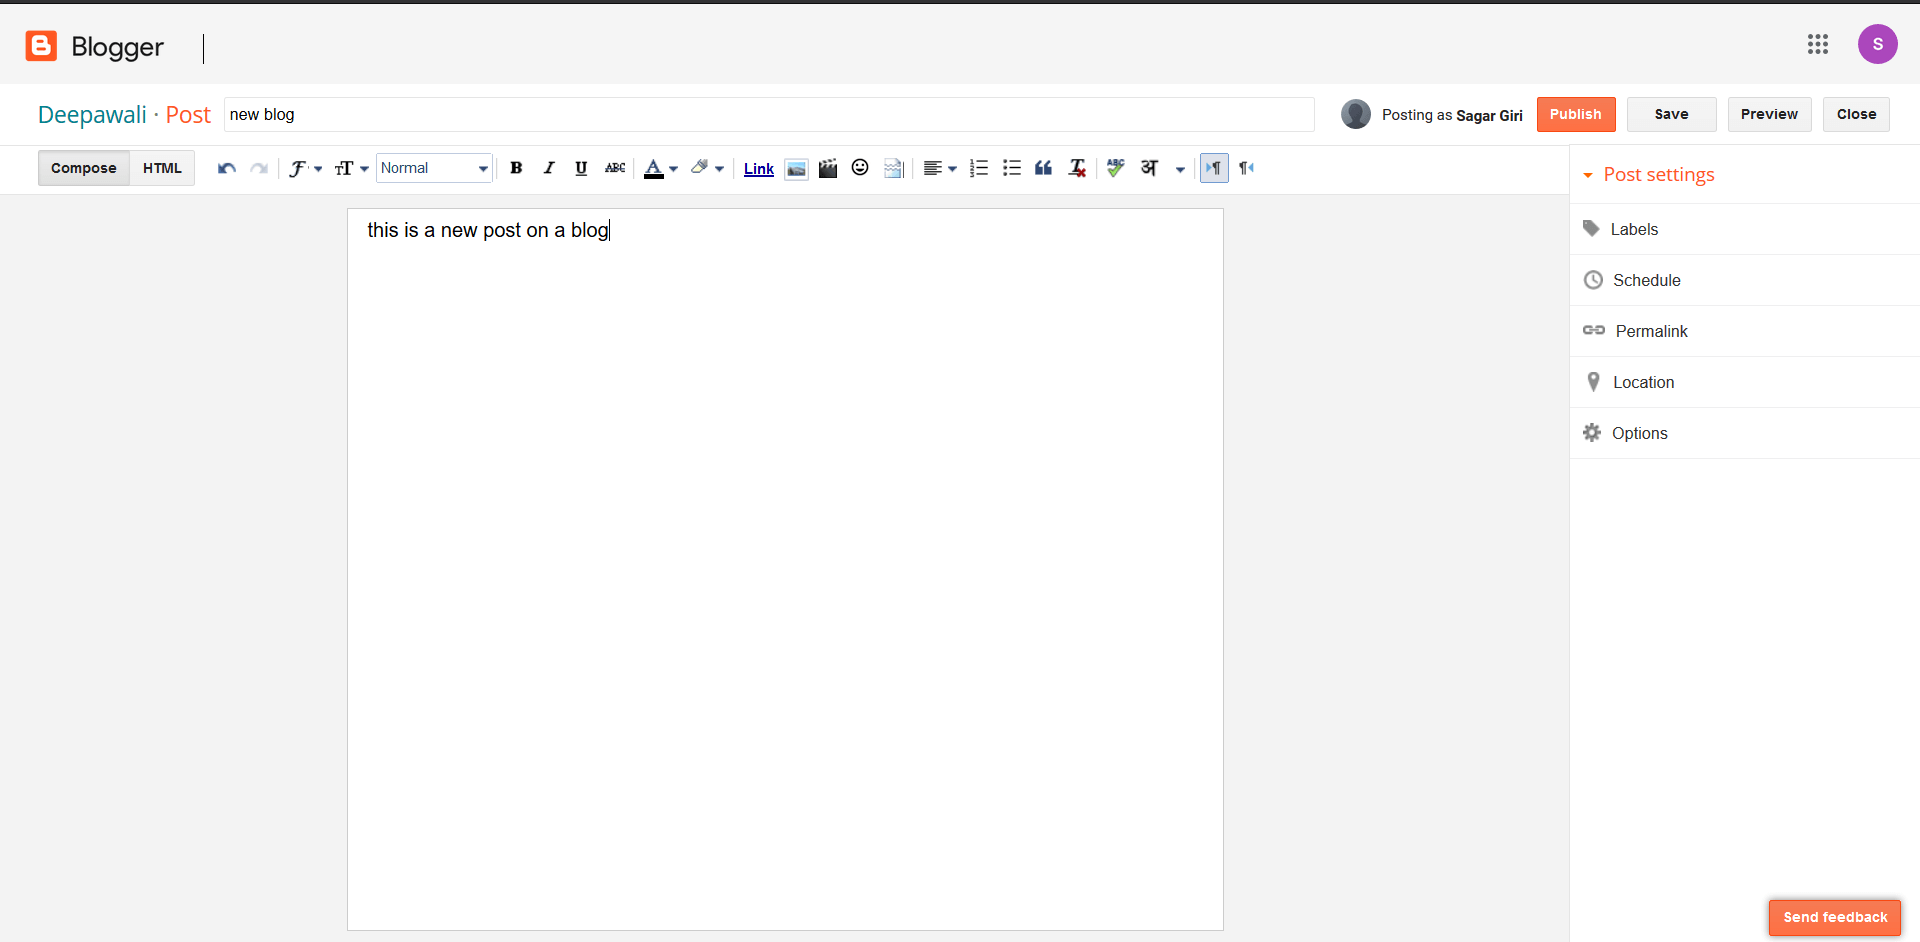 Blogger
S
Deepawali · Post
new blog
Posting as Sagar Giri
Publish
Save
Preview
Close
Compose
HTML
Normal
B I U ABC
A
Link
ABC
अ
Post settings
this is a new post on a blog
Labels
Schedule
Permalink
Location
Options
Send feedback